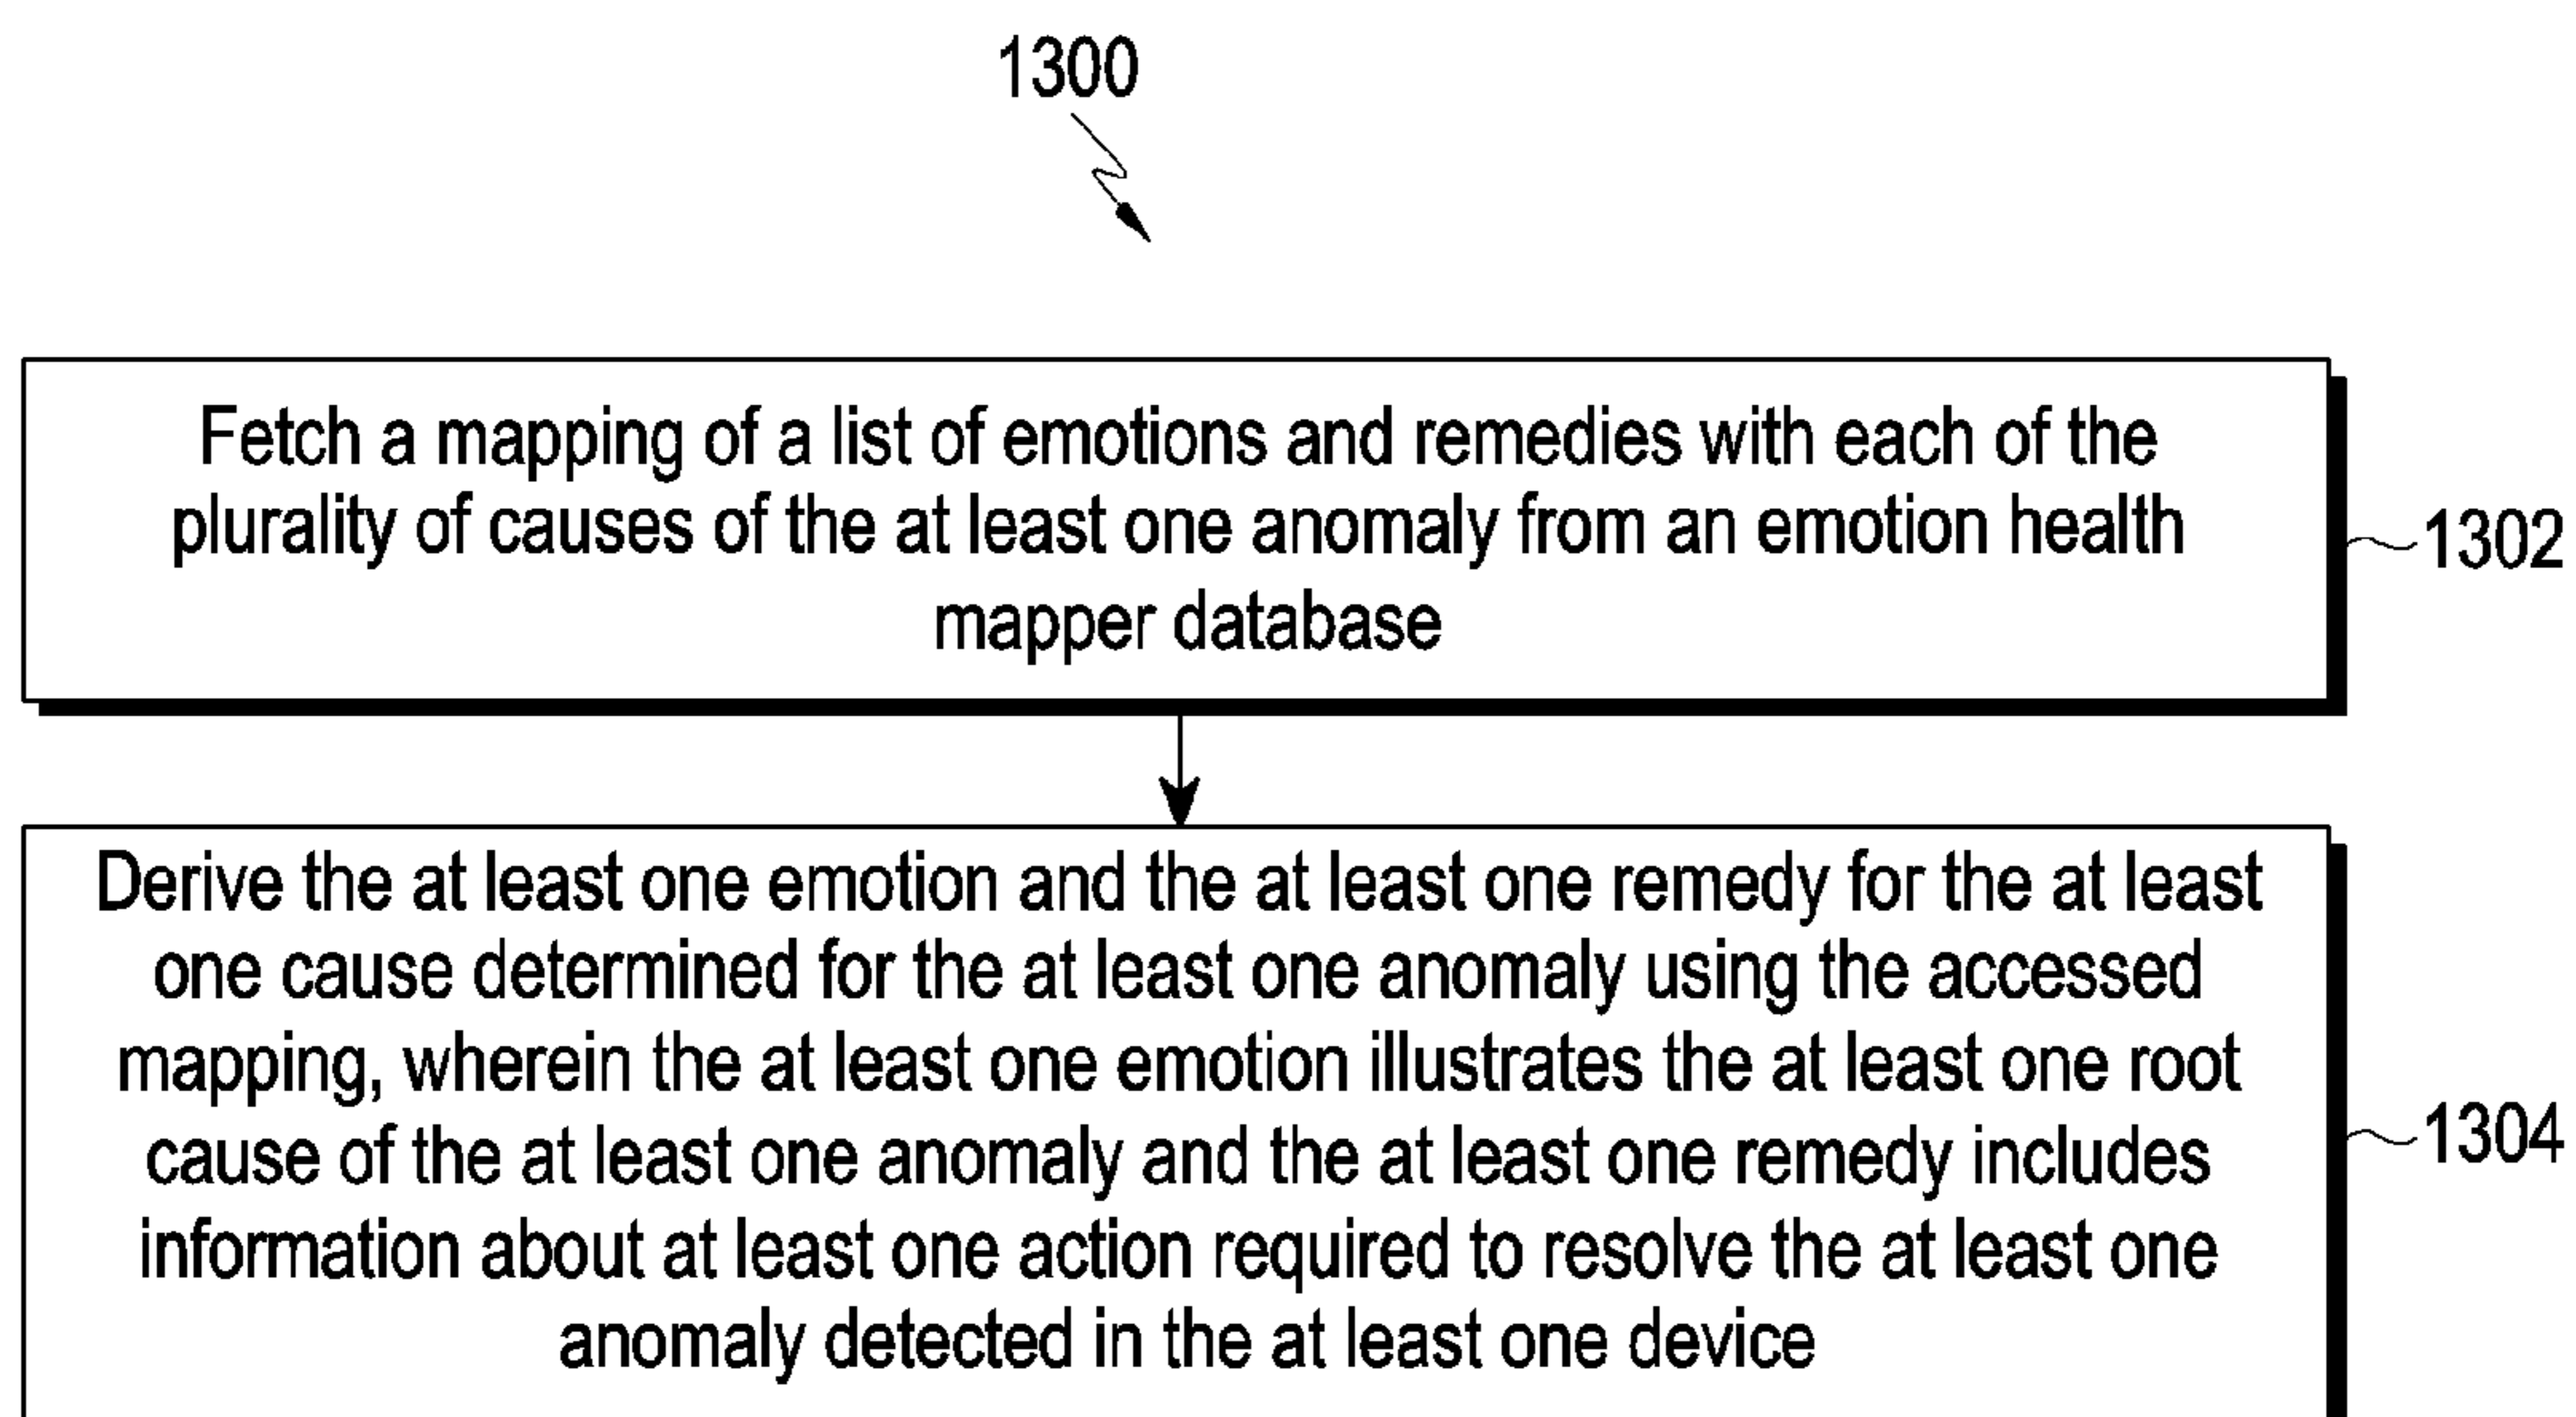 1300
Fetch a mapping of a list of emotions and remedies with each of the
plurality of causes of the at least one anomaly from an emotion health
mapper database
1302
Derive the at least one emotion and the at least one remedy for the at least
one cause determined for the at least one anomaly using the accessed
mapping, wherein the at least one emotion illustrates the at least one root
cause of the at least one anomaly and the at least one remedy includes
information about at least one action required to resolve the at least one
anomaly detected in the at least one device
1304